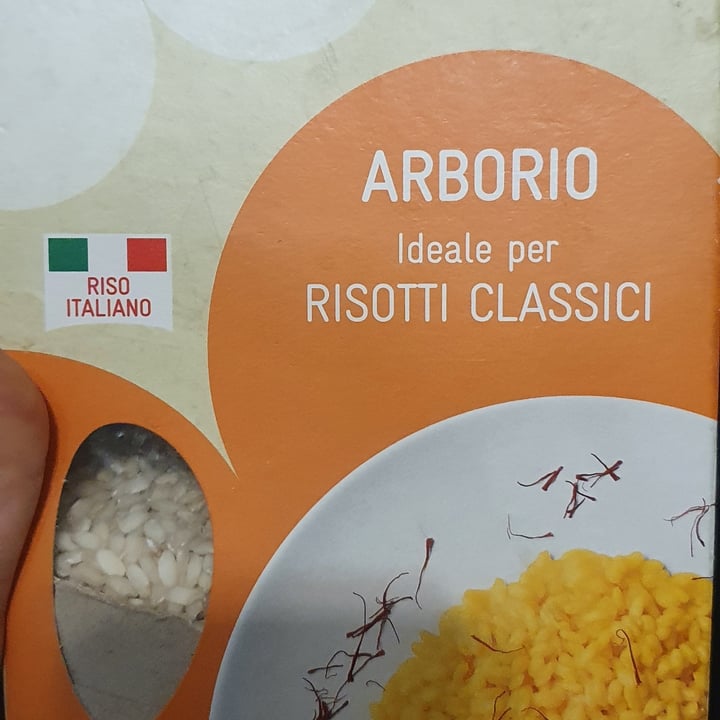 ARBORIO
Ideale per
RISOTTI CLASSICI
RISO
ITALIANO